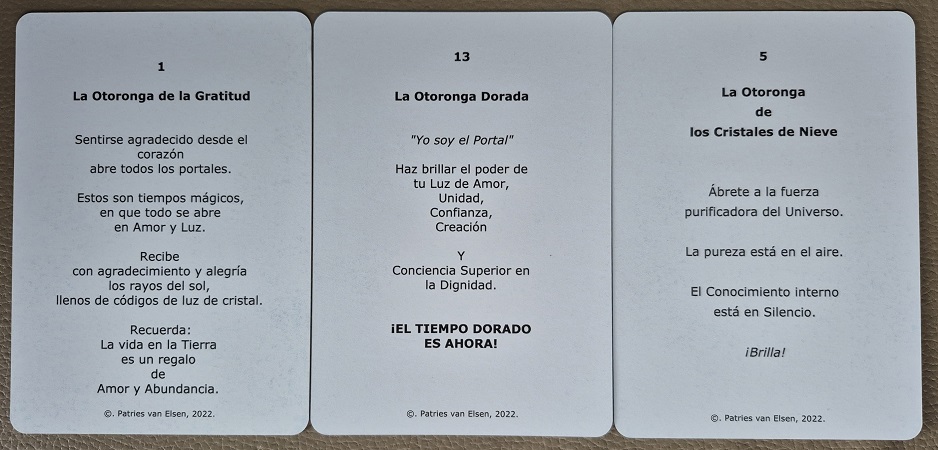 1
La Otoronga de la Gratitud
Sentirse agradecido desde el
corazón
abre todos los portales.
Estos son tiempos mágicos,
en que todo se abre
en Amor y Luz.
Recibe
con agradecimiento y alegría
los rayos del sol,
llenos de códigos de luz de cristal.
Recuerda:
La vida en la Tierra
es un regalo
de
Amor y Abundancia.
©. Patries van Elsen, 2022.
13
La Otoronga Dorada
"Yo soy el Portal"
Haz brillar el poder de
tu Luz de Amor,
Unidad,
Confianza,
Creación
Y
Conciencia Superior en
la Dignidad.
¡EL TIEMPO DORADO
ES AHORA!
©. Patries van Elsen, 2022.
5
La Otoronga
de
los Cristales de Nieve
Ábrete a la fuerza
purificadora del Universo.
La pureza está en el aire.
El Conocimiento interno
está en Silencio.
¡Brilla!
©. Patries van Elsen, 2022.